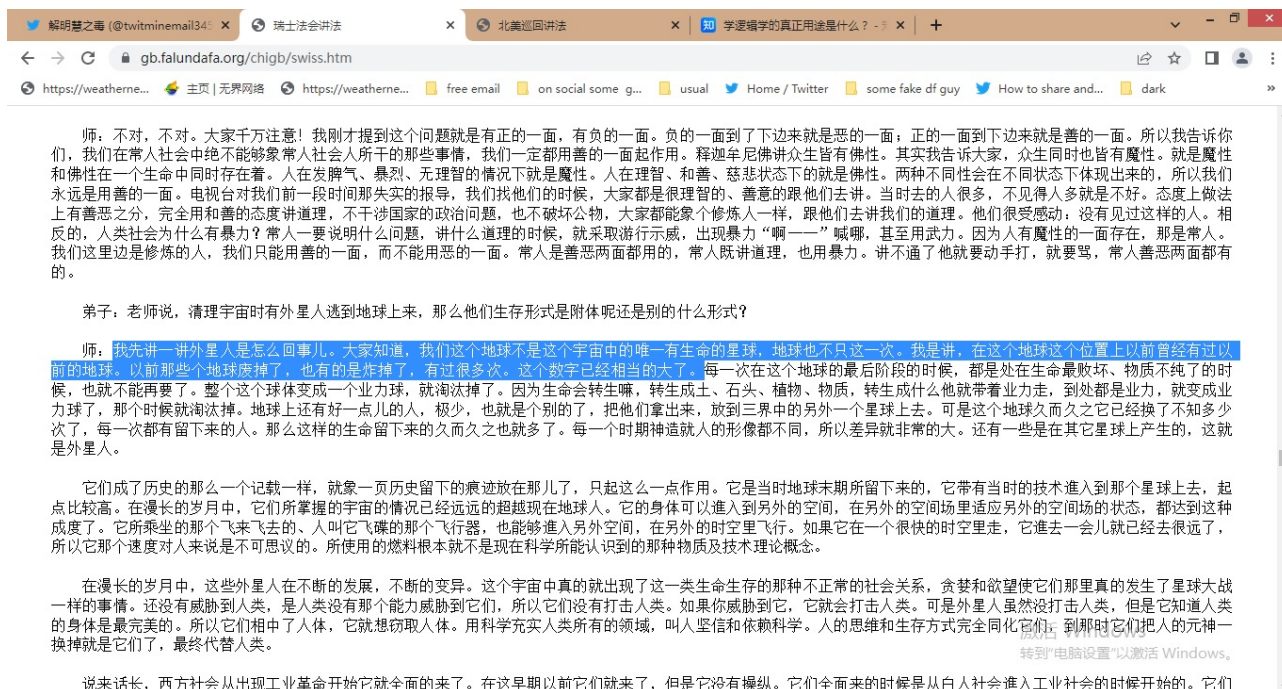 解明慧之毒 (@twitminemail345
瑞士法会讲法
北美巡回讲法
学逻辑学的真正用途是什么? -
gb.falundafa.org/chigb/swiss.htm
https://weatherne...
主页 | 无界网络
https://weatherne...
free email
on social some g...
usual
Home / Twitter
some fake df guy
How to share and...
dark
师：不对，不对。大家千万注意！我刚才提到这个问题就是有正的一面，有负的一面。负的一面到了下边来就是恶的一面；正的一面到下边来就是善的一面。所以我告诉你
们，我们在常人社会中绝不能够象常人社会人所干的那些事情，我们一定都用善的一面起作用。释迦牟尼佛讲众生皆有佛性。其实我告诉大家，众生同时也皆有魔性。就是魔性
和佛性在一个生命中同时存在着。人在发脾气、暴烈、无理智的情况下就是魔性。人在理智、和善、慈悲状态下的就是佛性。两种不同性会在不同状态下体现出来的，所以我们
永远是用善的一面。电视台对我们前一段时间那失实的报导，我们找他们的时候，大家都是很理智的、善意的跟他们去讲。当时去的人很多，不见得人多就是不好。态度上做法
上有善恶之分，完全用和善的态度讲道理，不干涉国家的政治问题，也不破坏公物，大家都能象个修炼人一样，跟他们去讲我们的道理。他们很受感动：没有见过这样的人。相
反的，人类社会为什么有暴力？常人一要说明什么问题，讲什么道理的时候，就采取游行示威，出现暴力“啊——”喊哪，甚至用武力。因为人有魔性的一面存在，那是常人。
我们这里边是修炼的人，我们只能用善的一面，而不能用恶的一面。常人是善恶两面都用的，常人既讲道理，也用暴力。讲不通了他就要动手打，就要骂，常人善恶两面都有
的。
弟子：老师说，清理宇宙时有外星人逃到地球上来，那么他们生存形式是附体呢还是别的什么形式？
师：我先讲一讲外星人是怎么回事儿。大家知道，我们这个地球不是这个宇宙中的唯一有生命的星球，地球也不只这一次。我是讲，在这个地球这个位置上以前曾经有过以
前的地球。以前那些个地球废掉了，也有的是炸掉了，有过很多次。这个数字已经相当的大了。每一次在这个地球的最后阶段的时候，都是处在生命最败坏、物质不纯了的时
候，也就不能再要了。整个这个球体变成一个业力球，就淘汰掉了。因为生命会转生嘛，转生成土、石头、植物、物质，转生成什么他就带着业力走，到处都是业力，就变成业
力球了，那个时候就淘汰掉。地球上还有好一点儿的人，极少，也就是个别的了，把他们拿出来，放到三界中的另外一个星球上去。可是这个地球久而久之它已经换了不知多少
次了，每一次都有留下来的人。那么这样的生命留下来的久而久之也就多了。每一个时期神造就人的形像都不同，所以差异就非常的大。还有一些是在其它星球上产生的，这就
是外星人。
它们成了历史的那么一个记载一样，就象一页历史留下的痕迹放在那儿了，只起这么一点作用。它是当时地球末期所留下来的，它带有当时的技术進入到那个星球上去，起
点比较高。在漫长的岁月中，它们所掌握的宇宙的情况已经远远的超越现在地球人。它的身体可以進入到另外的空间，在另外的空间场里适应另外的空间场的状态，都达到这种
成度了。它所乘坐的那个飞来飞去的、人叫它飞碟的那个飞行器，也能够進入另外空间，在另外的时空里飞行。如果它在一个很快的时空里走，它進去一会儿就已经去很远了，
所以它那个速度对人来说是不可思议的。所使用的燃料根本就不是现在科学所能认识到的那种物质及技术理论概念。
在漫长的岁月中，这些外星人在不断的发展，不断的变异。这个宇宙中真的就出现了这一类生命生存的那种不正常的社会关系，贪婪和欲望使它们那里真的发生了星球大战
一样的事情。还没有威胁到人类，是人类没有那个能力威胁到它们，所以它们没有打击人类。如果你威胁到它，它就会打击人类。可是外星人虽然没打击人类，但是它知道人类
的身体是最完美的。所以它们相中了人体，它就想窃取人体。用科学充实人类所有的领域，叫人坚信和依赖科学。人的思维和生存方式完全同化它们，到那时它们把人的元神一
换掉就是它们了，最终代替人类。
激活 Windows
转到“电脑设置”以激活 Windows。
说来话长，西方社会从出现工业革命开始它就全面的来了。在这早期以前它们就来了，但是它没有操纵。它们全面来的时候是从白人社会進入工业社会的时候开始的。它们